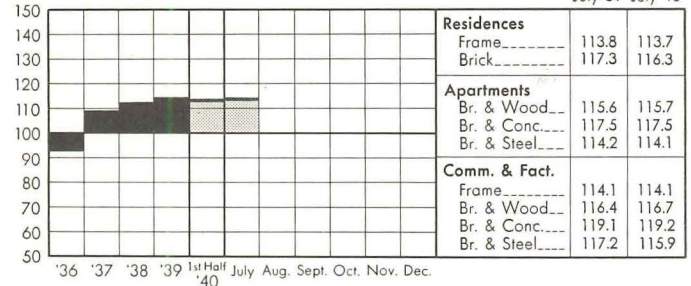 July July
150
140
130
120
110
100
90
80
70
60
50
'36 '37 '38 '39 1st Half '40 July Aug. Sept. Oct. Nov. Dec.
Residences
Frame 113.8 113.7
Brick 117.3 116.3
Apartments
Br. & Wood 115.6 115.7
Br. & Conc. 117.5 117.5
Br. & Steel 114.2 114.1
Comm. & Fact.
Frame 114.1 114.1
Br. & Wood 116.4 116.7
Br. & Conc. 119.1 119.2
Br. & Steel 117.2 115.9